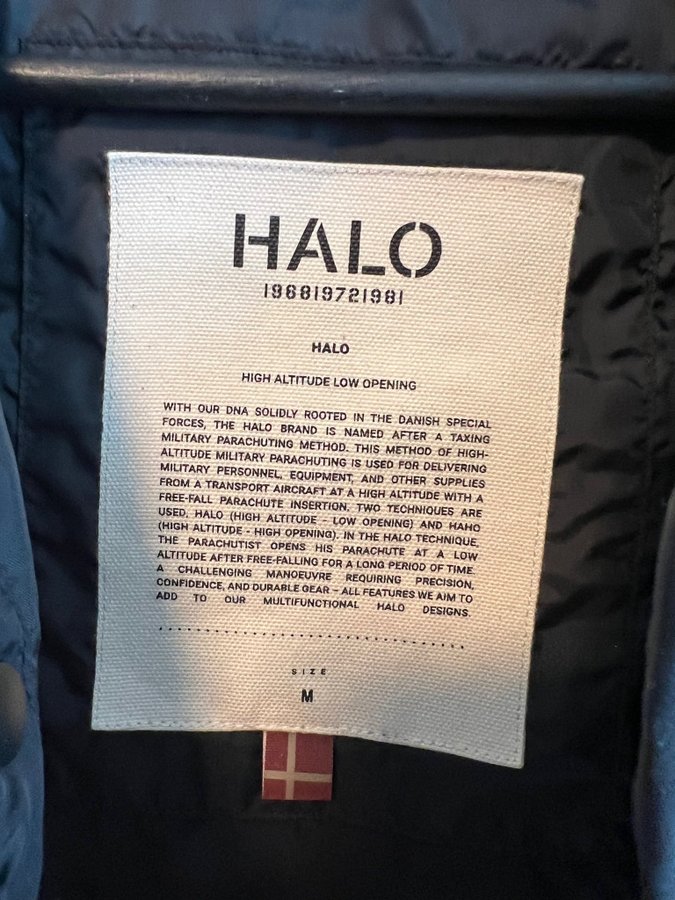 HALO
196819721981
HALO
HIGH ALTITUDE LOW OPENING
WITH OUR DNA SOLIDLY ROOTED IN THE DANISH SPECIAL
FORCES, THE HALO BRAND IS NAMED AFTER A TAXING
MILITARY PARACHUTING METHOD. THIS METHOD OF HIGH-
ALTITUDE MILITARY PARACHUTING IS USED FOR DELIVERING
MILITARY PERSONNEL, EQUIPMENT, AND OTHER SUPPLIES
FROM A TRANSPORT AIRCRAFT AT A HIGH ALTITUDE WITH A
FREE-FALL PARACHUTE INSERTION. TWO TECHNIQUES ARE
USED, HALO (HIGH ALTITUDE - LOW OPENING) AND HAHO
(HIGH ALTITUDE - HIGH OPENING). IN THE HALO TECHNIQUE,
THE PARACHUTIST OPENS HIS PARACHUTE AT A LOW
ALTITUDE AFTER FREE-FALLING FOR A LONG PERIOD OF TIME.
A CHALLENGING MANOEUVRE REQUIRING PRECISION,
CONFIDENCE, AND DURABLE GEAR - ALL FEATURES WE AIM TO
ADD TO OUR MULTIFUNCTIONAL HALO DESIGNS.
SIZE
M